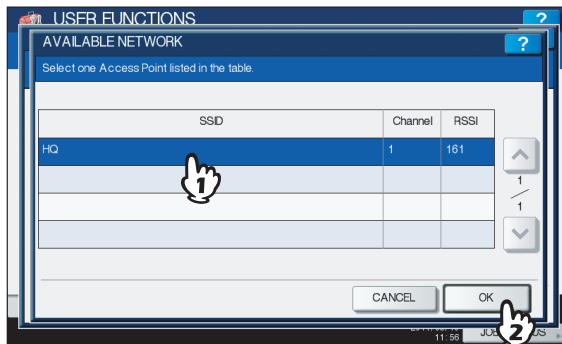 USER FUNCTIONS
?
AVAILABLE NETWORK
?
Select one Access Point listed in the table.
SSID Channel RSSI
HQ 1 161
1
1
1
CANCEL OK
2
11:56